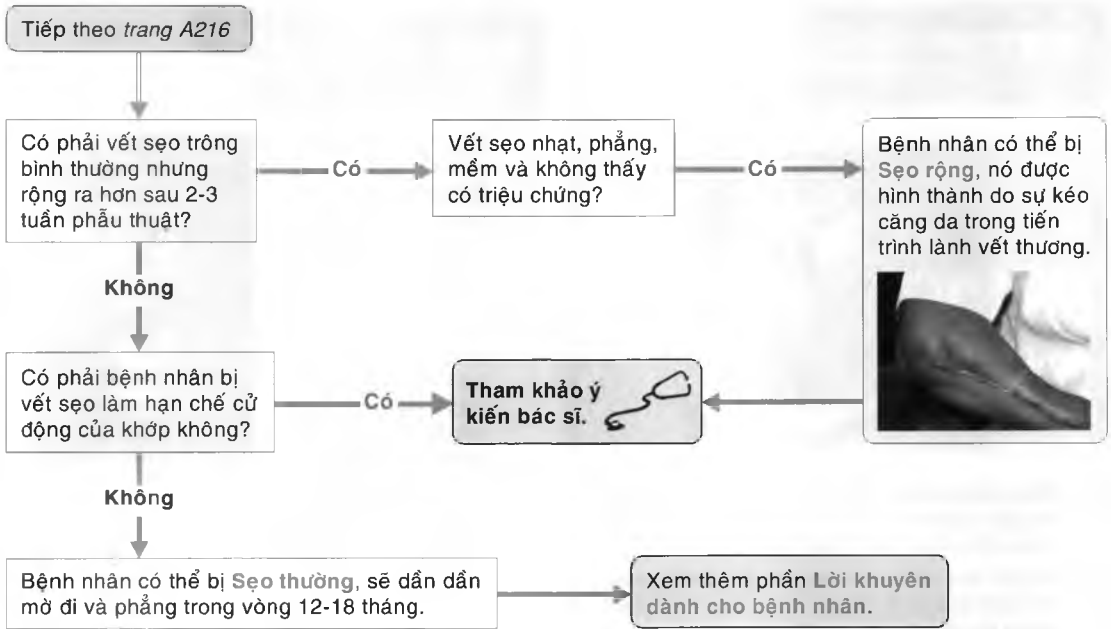 Tiếp theo trang A216
Có phải vết sẹo trông
bình thường nhưng
rộng ra hơn sau 2-3
tuần phẫu thuật?
Có
Vết sẹo nhạt, phẳng,
mềm và không thấy
có triệu chứng?
Có
Bệnh nhân có thể bị
Sẹo rộng, nó được
hình thành do sự kéo
căng da trong tiến
trình lành vết thương.
Không
Có phải bệnh nhân bị
vết sẹo làm hạn chế cử
động của khớp không?
Có
Tham khảo ý
kiến bác sĩ.
Không
Bệnh nhân có thể bị Sẹo thường, sẽ dần dần
mờ đi và phẳng trong vòng 12-18 tháng.
Xem thêm phần Lời khuyên
dành cho bệnh nhân.